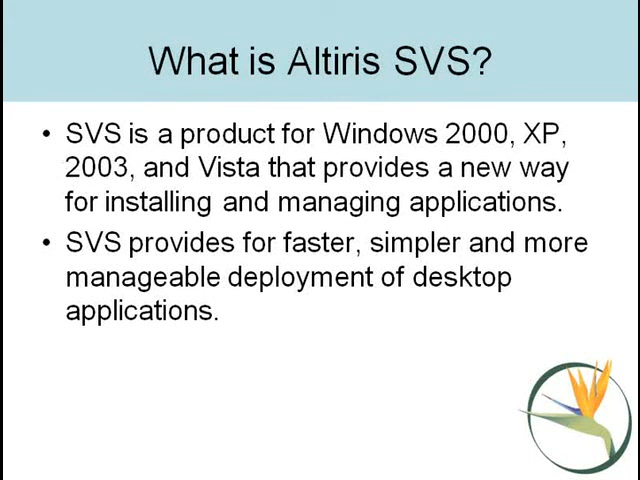 What is Altiris SVS?
• SVS is a product for Windows 2000, XP,
2003, and Vista that provides a new way
for installing and managing applications.
• SVS provides for faster, simpler and more
manageable deployment of desktop
applications.